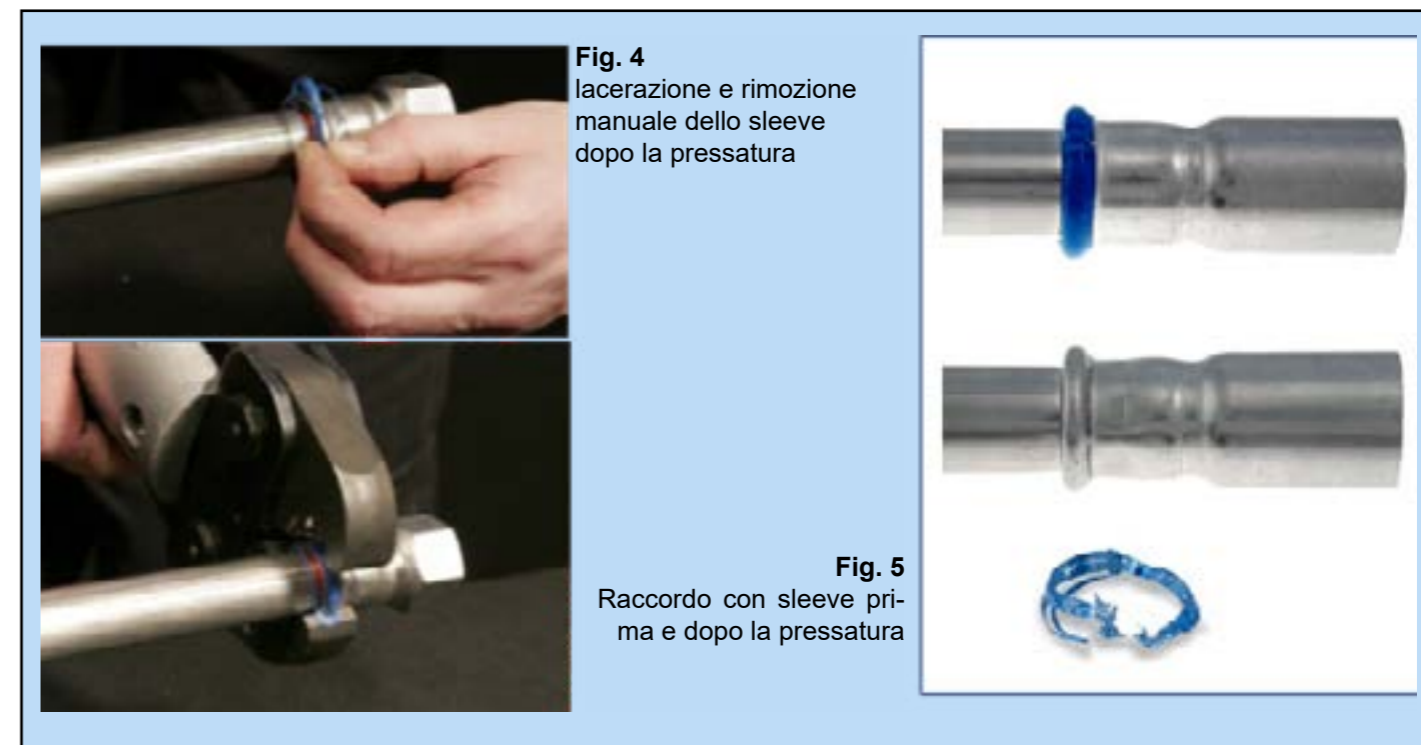 Fig. 4
lacerazione e rimozione
manuale dello sleeve
dopo la pressatura
Fig. 5
Raccordo con sleeve pri-
ma e dopo la pressatura